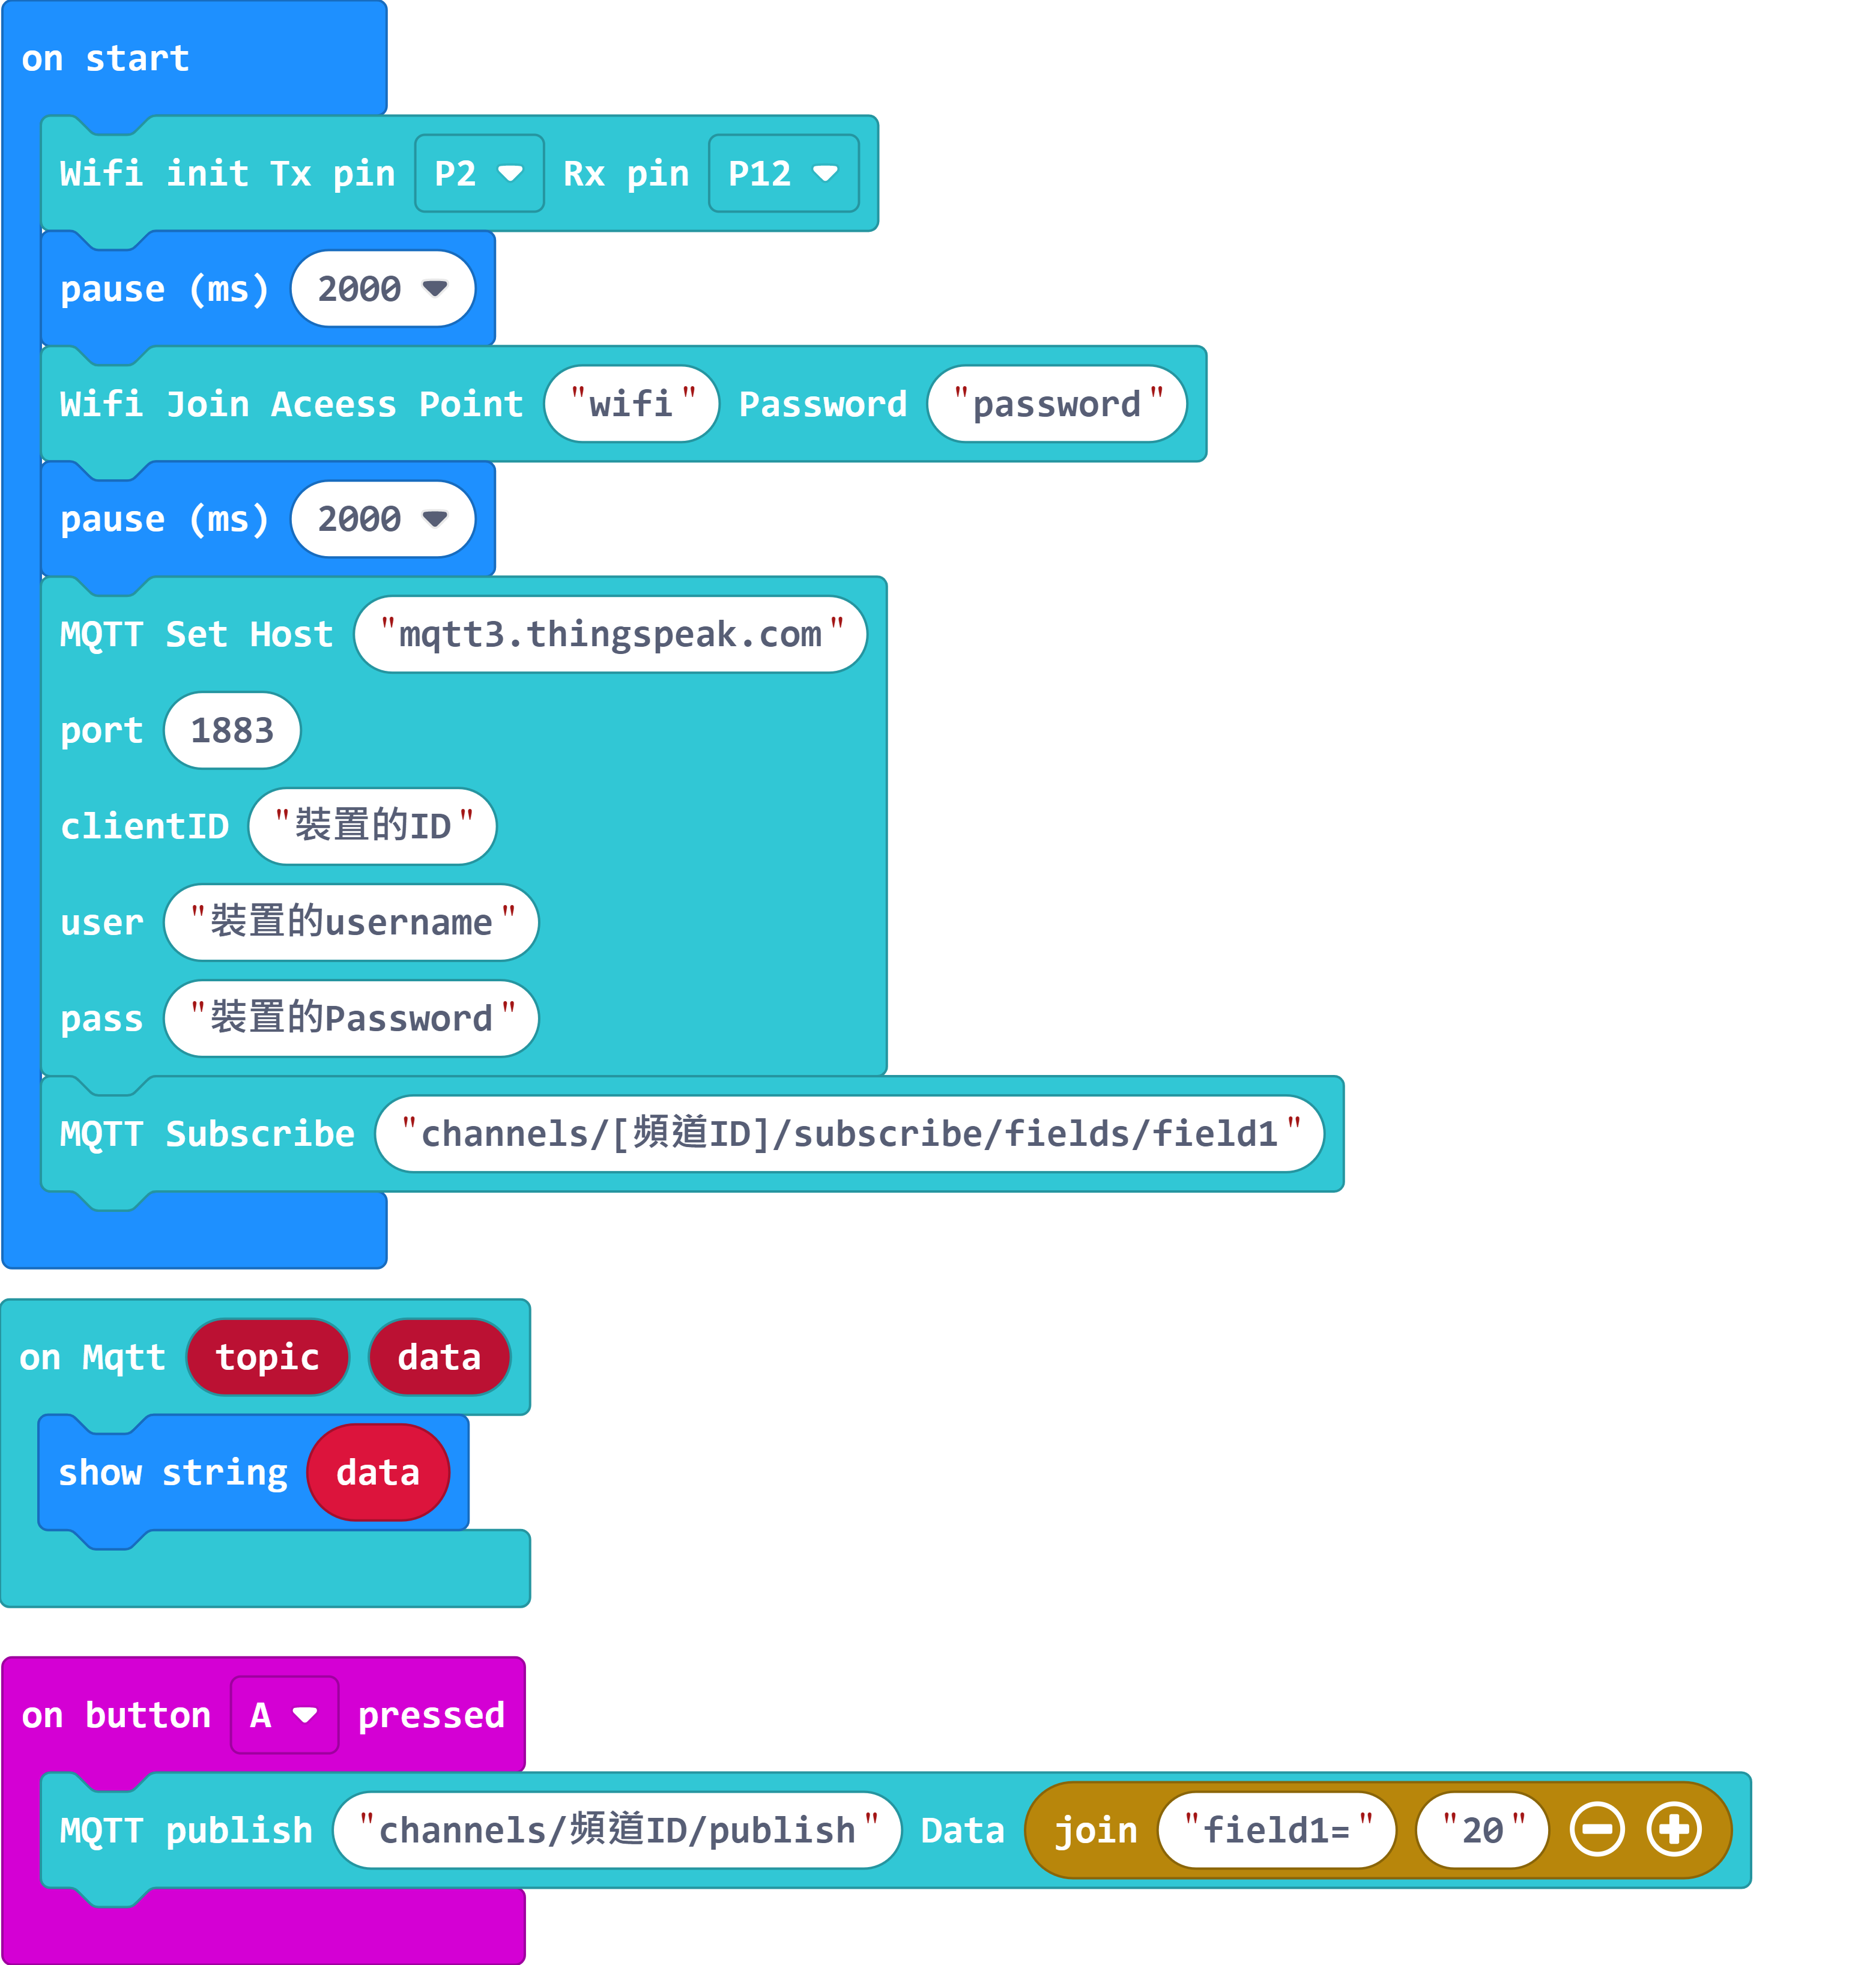 on start
Wifi init Tx pin P2 Rx pin P12
pause (ms) 2000
Wifi Join Aceess Point "wifi" Password "password"
pause (ms) 2000
MQTT Set Host "mqtt3.thingspeak.com"
port 1883
clientID "裝置的ID"
user "裝置的username"
pass "裝置的Password"
MQTT Subscribe "channels/[頻道ID]/subscribe/fields/field1"
on Mqtt topic data
show string data
on button A pressed
MQTT publish "channels/頻道ID/publish" Data join "field1=" "20"